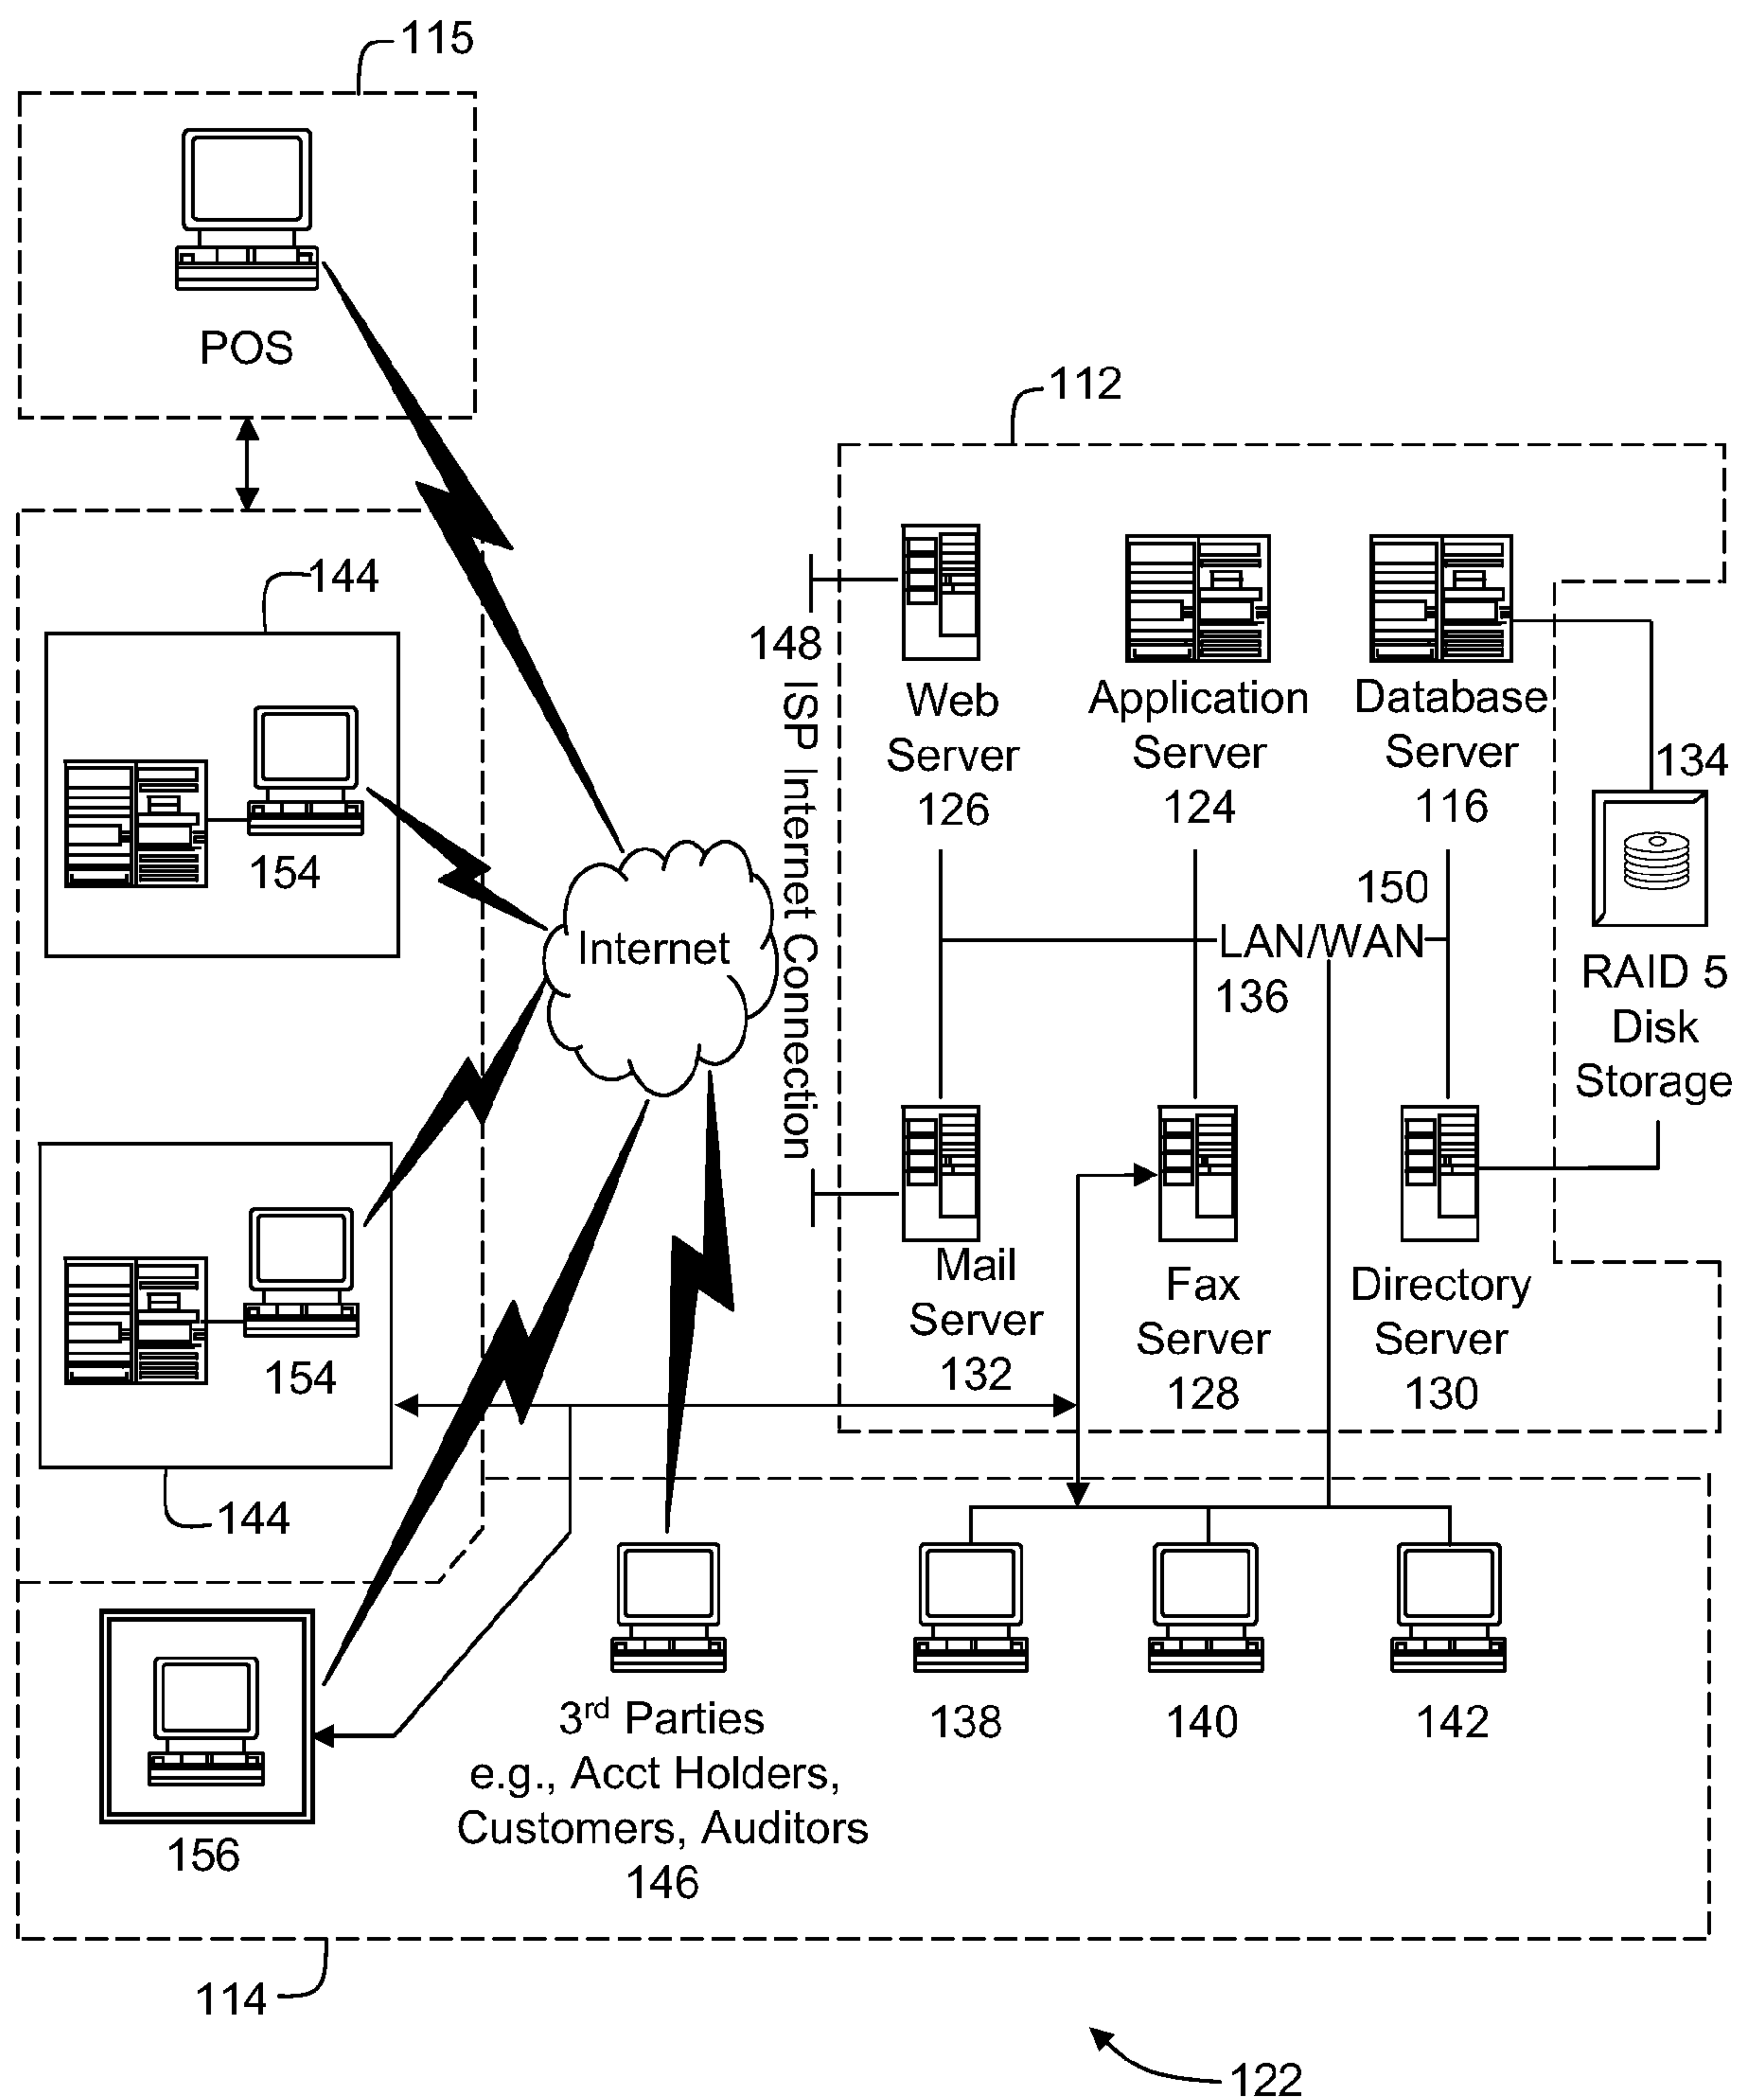 115
POS
112
144
154
148
ISP Internet Connection
Web
Server
126
Application
Server
124
Database
Server
116
134
RAID 5
Disk
Storage
150
LAN/WAN
136
Internet
154
144
Mail
Server
132
Fax
Server
128
Directory
Server
130
156
3rd Parties
e.g., Acct Holders,
Customers, Auditors
146
138
140
142
114
122